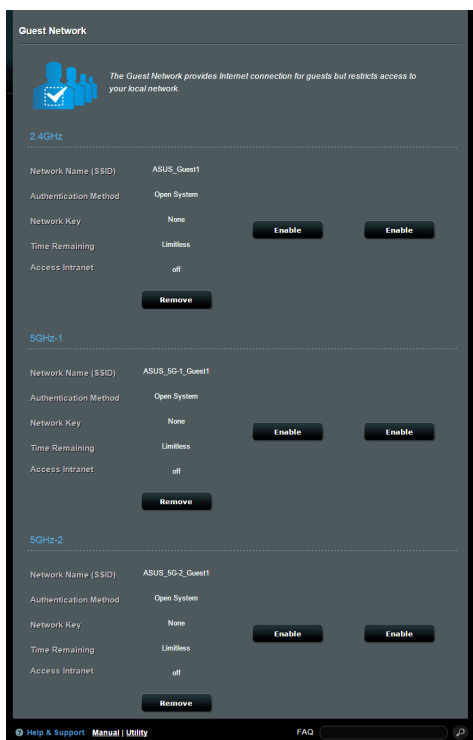 Guest Network
The Guest Network provides Internet connection for guests but restricts access to
your local network.
2.4GHz
Network Name (SSID) ASUS_Guest1
Authentication Method Open System
Network Key None
Enable Enable
Time Remaining Limitless
Access Intranet off
Remove
5GHz-1
Network Name (SSID) ASUS_5G-1_Guest1
Authentication Method Open System
Network Key None
Enable Enable
Time Remaining Limitless
Access Intranet off
Remove
5GHz-2
Network Name (SSID) ASUS_5G-2_Guest1
Authentication Method Open System
Network Key None
Enable Enable
Time Remaining Limitless
Access Intranet off
Remove
Help & Support Manual | Utility FAQ